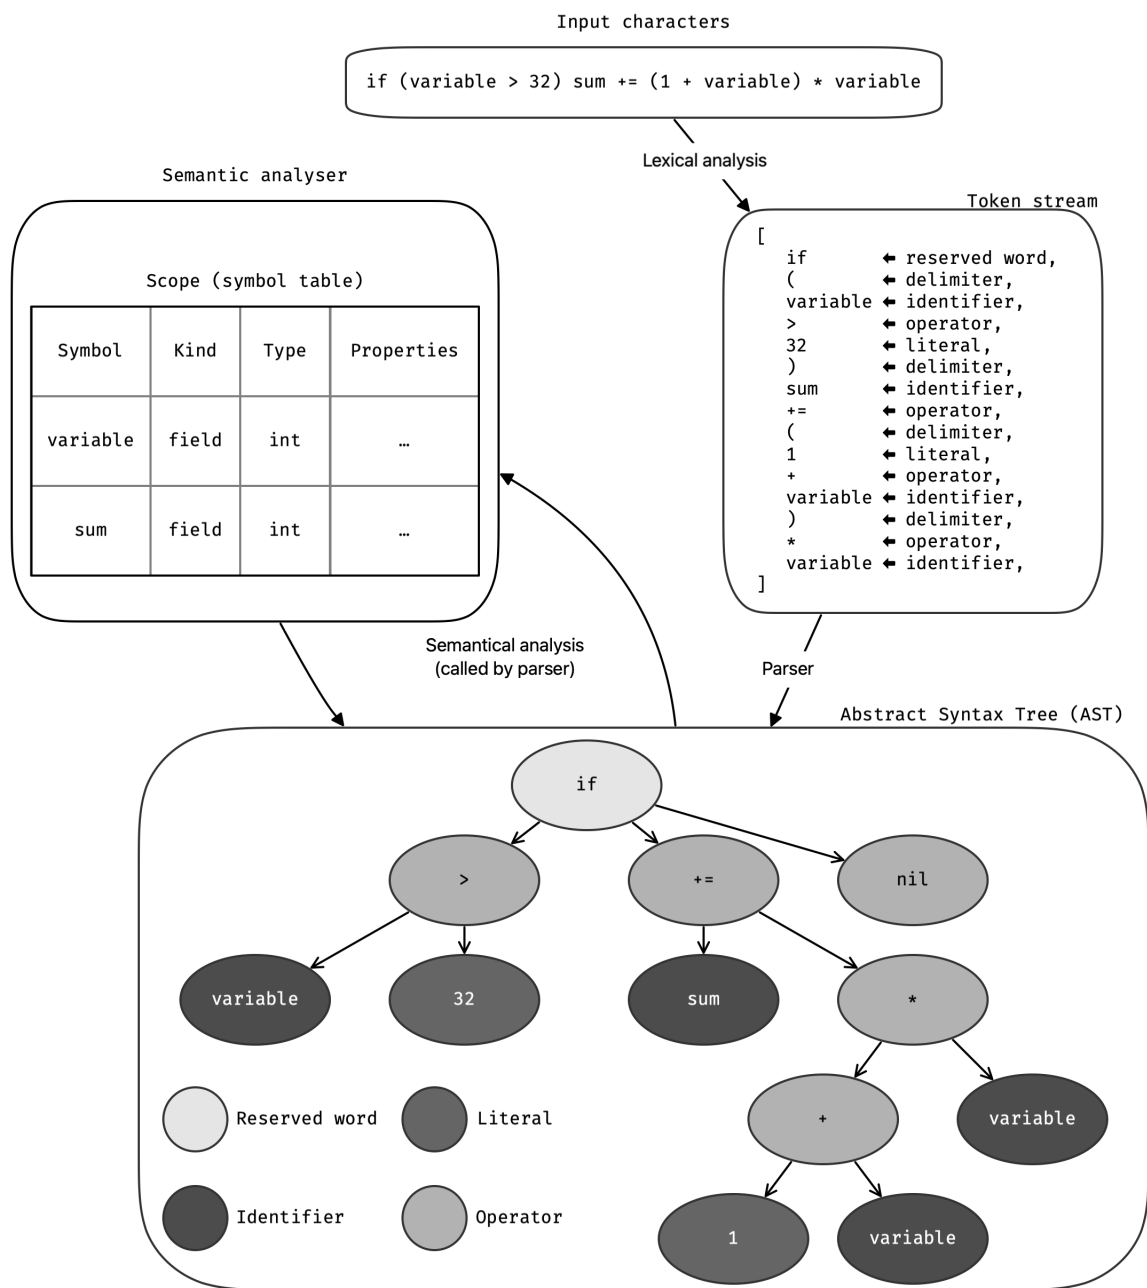 Input characters
if (variable > 32) sum += (1 + variable) * variable
Lexical analysis
Semantic analyser
Scope (symbol table)
Symbol Kind Type Properties
variable field int …
sum field int …
Token stream
[
if ⬅ reserved word,
( ⬅ delimiter,
variable ⬅ identifier,
> ⬅ operator,
32 ⬅ literal,
) ⬅ delimiter,
sum ⬅ identifier,
+= ⬅ operator,
( ⬅ delimiter,
1 ⬅ literal,
+ ⬅ operator,
variable ⬅ identifier,
) ⬅ delimiter,
* ⬅ operator,
variable ⬅ identifier,
]
Semantical analysis
(called by parser)
Parser
Abstract Syntax Tree (AST)
if
> += nil
variable 32 sum *
+ variable
1 variable
Reserved word Literal
Identifier Operator